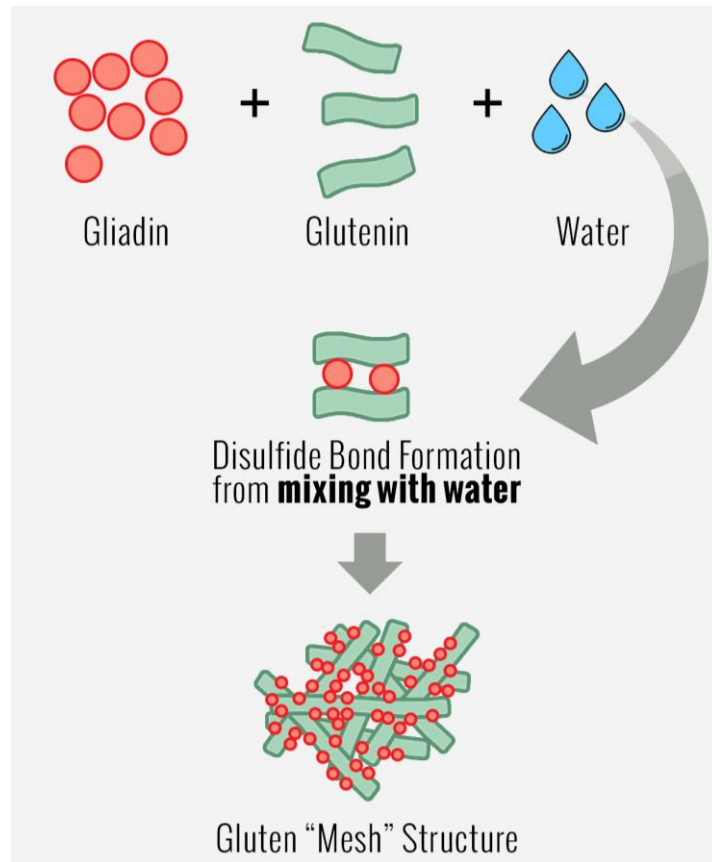 +
+
Gliadin
Glutenin
Water
Disulfide Bond Formation
from mixing with water
Gluten “Mesh” Structure